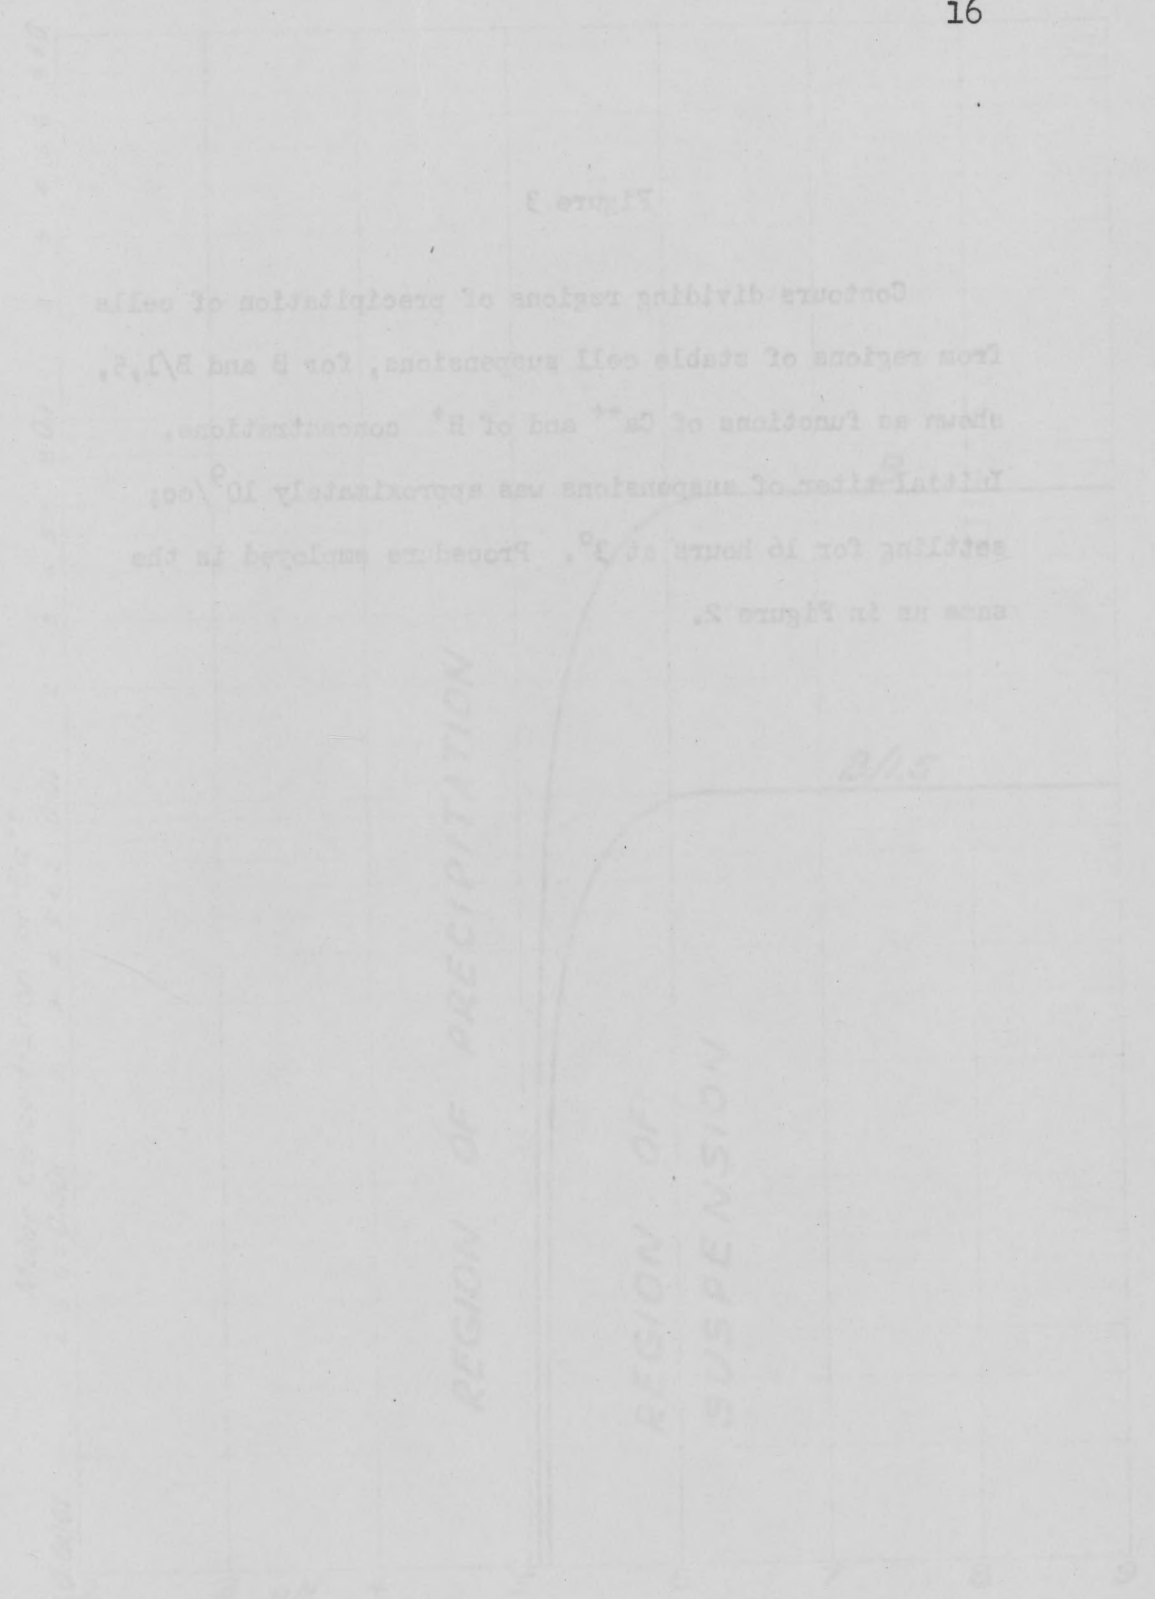 16
Figure 3
Contours dividing regions of precipitation of cells
from regions of stable cell suspensions, for B and B/1,5,
shown as functions of Ca++ and of H+ concentrations.
Initial titer of suspensions was approximately 10^9/cc;
settling for 16 hours at 3°. Procedure employed is the
same as in Figure 2.
B
B/1.5
REGION OF PRECIPITATION
REGION OF
SUSPENSION